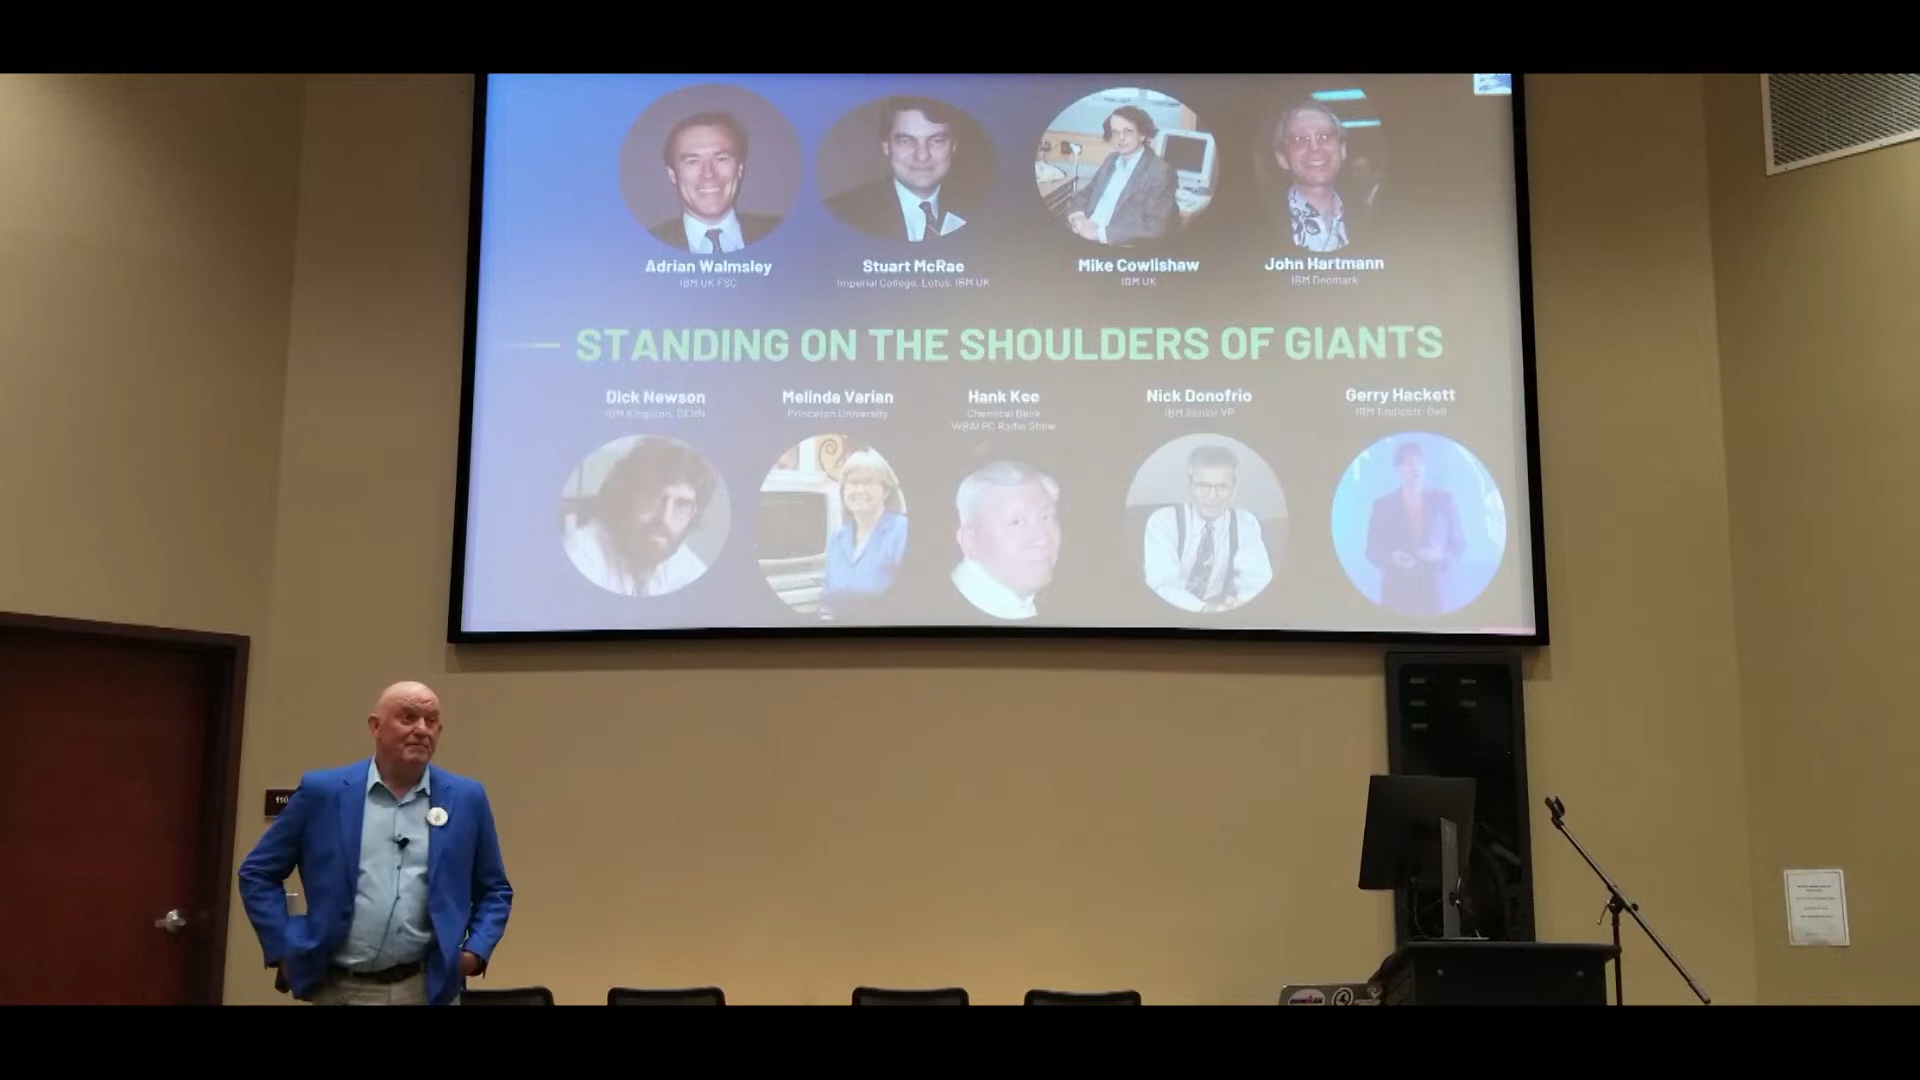 Adrian Walmsley
IBM UK FSC
Stuart McRae
Imperial College, Lotus, IBM UK
Mike Cowlishaw
IBM UK
John Hartmann
IBM Denmark
STANDING ON THE SHOULDERS OF GIANTS
Dick Newson
IBM Kingston, CERN
Melinda Varian
Princeton University
Hank Kee
Chemical Bank
WBAI PC Radio Show
Nick Donofrio
IBM Senior VP
Gerry Hackett
IBM Endicott, Dell